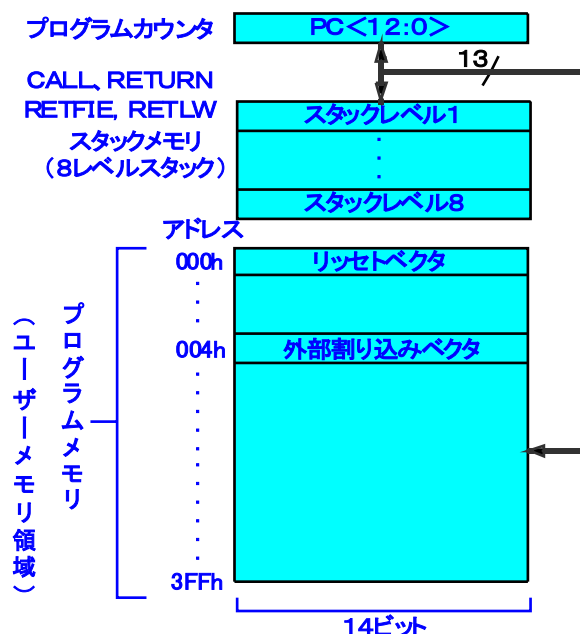 プログラムカウンタ
PC<12:0>
13
CALL、RETURN
RETFIE, RETLW
スタックメモリ
(8レベルスタック)
スタックレベル1
スタックレベル8
アドレス
000h
リッセトベクタ
004h
外部割り込みベクタ
プログラムメモリ
(ユーザーメモリ領域)
3FFh
14ビット